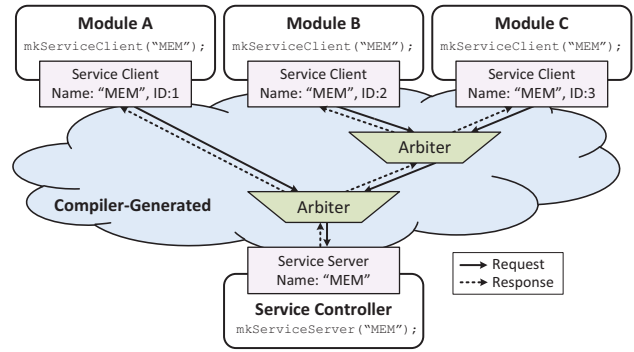 Module A
Module B
Module C
mkServiceClient("MEM");
mkServiceClient("MEM");
mkServiceClient("MEM");
Service Client
Name: “MEM”, ID:1
Service Client
Name: “MEM”, ID:2
Service Client
Name: “MEM”, ID:3
Arbiter
Compiler-Generated
Arbiter
Service Server
Name: “MEM”
Request
Response
Service Controller
mkServiceServer("MEM");